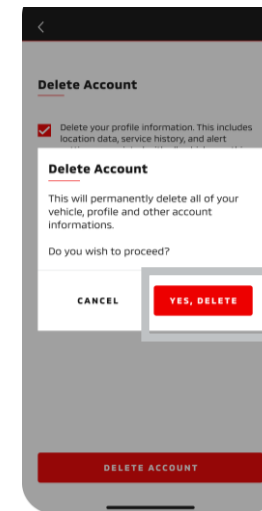 Delete Account
Delete your profile information. This includes
location data, service history, and alert
Delete Account
This will permanently delete all of your
vehicle, profile and other account
informations.
Do you wish to proceed?
CANCEL
YES, DELETE
DELETE ACCOUNT